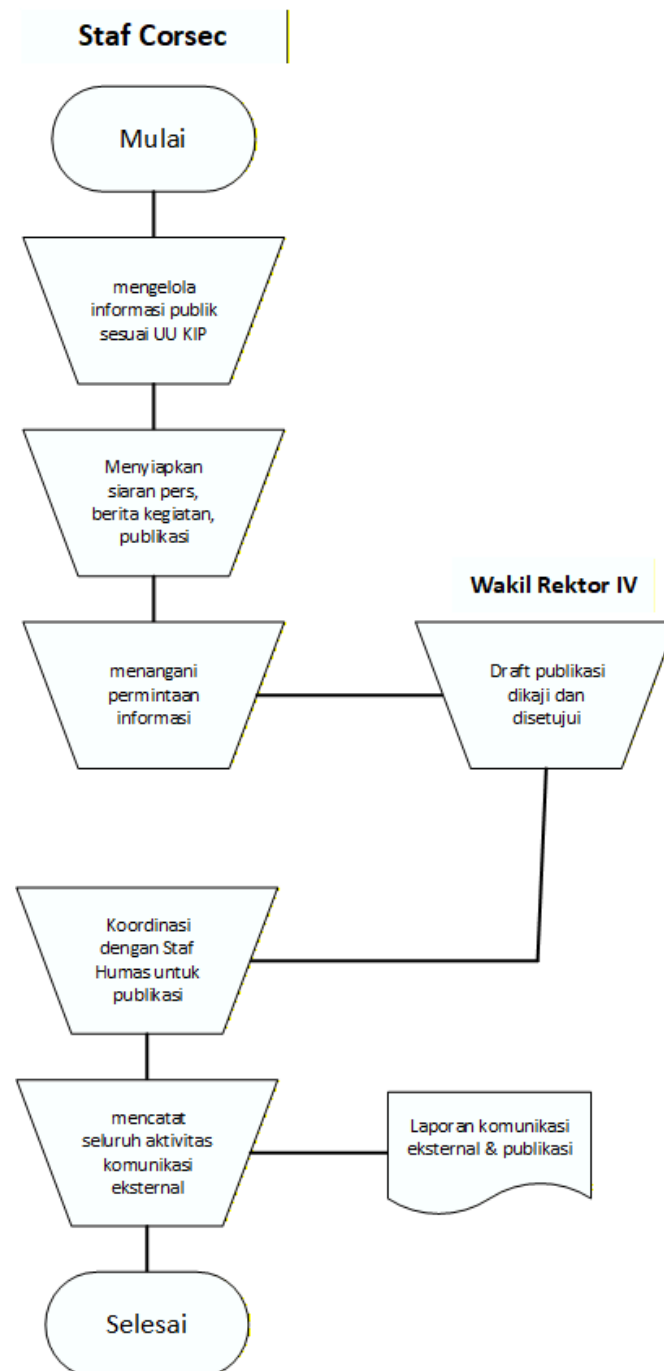 Staf Corsec
Mulai
mengelola
informasi publik
sesuai UU KIP
Menyiapkan
siaran pers,
berita kegiatan,
publikasi
Wakil Rektor IV
menangani
permintaan
informasi
Draft publikasi
dikaji dan
disetujui
Koordinasi
dengan Staf
Humas untuk
publikasi
mencatat
seluruh aktivitas
komunikasi
eksternal
Laporan komunikasi
eksternal & publikasi
Selesai